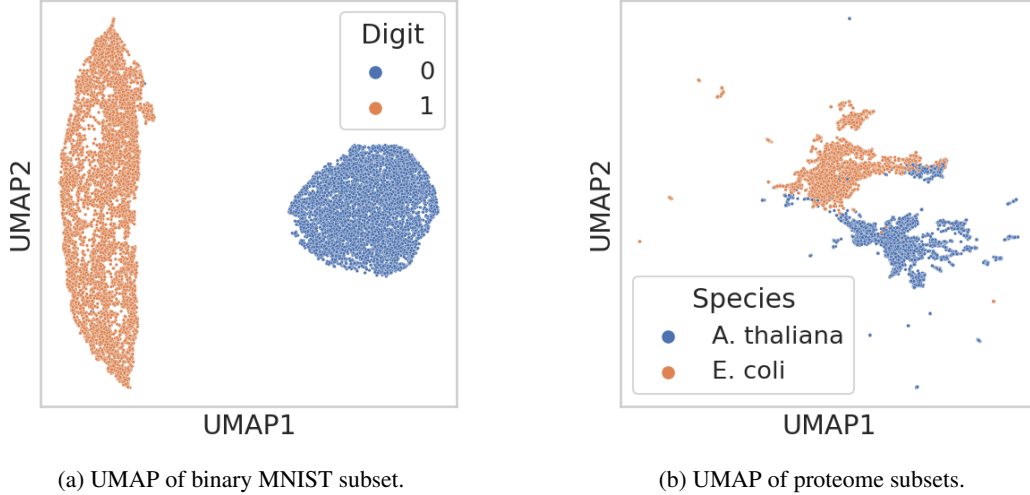 Digit
0
1
UMAP2
UMAP1
(a) UMAP of binary MNIST subset.
Species
A. thaliana
E. coli
UMAP2
UMAP1
(b) UMAP of proteome subsets.